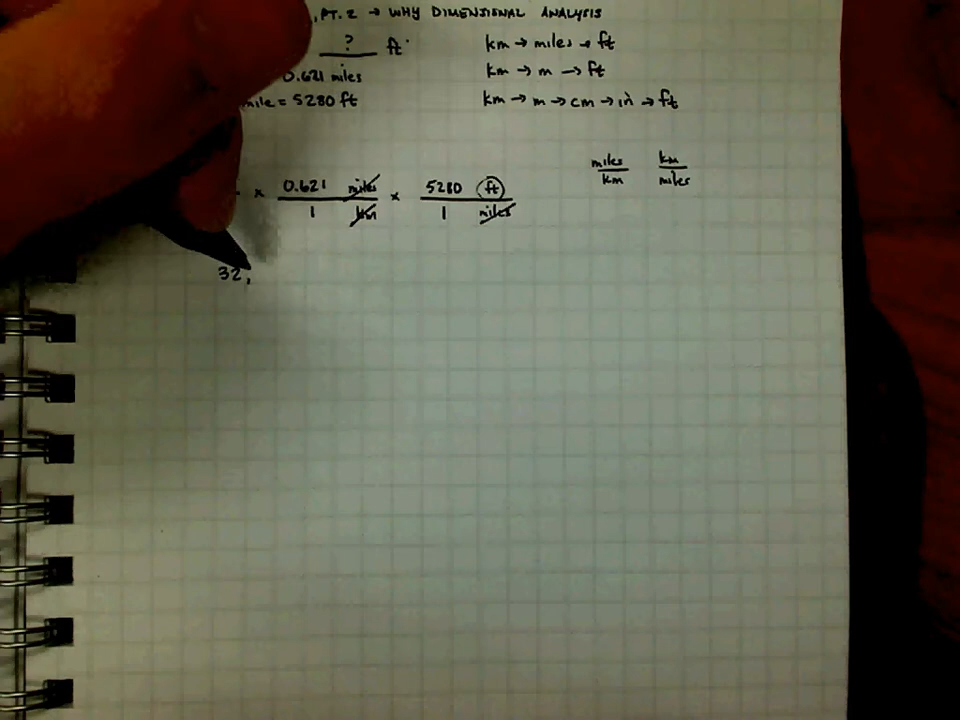 , PT. 2 → WHY DIMENSIONAL ANALYSIS
? ft
km → miles → ft
0.621 miles
km → m → ft
mile = 5280 ft
km → m → cm → in → ft
miles km
km miles
× 0.621 miles × 5280 ft
1 km 1 miles
32,